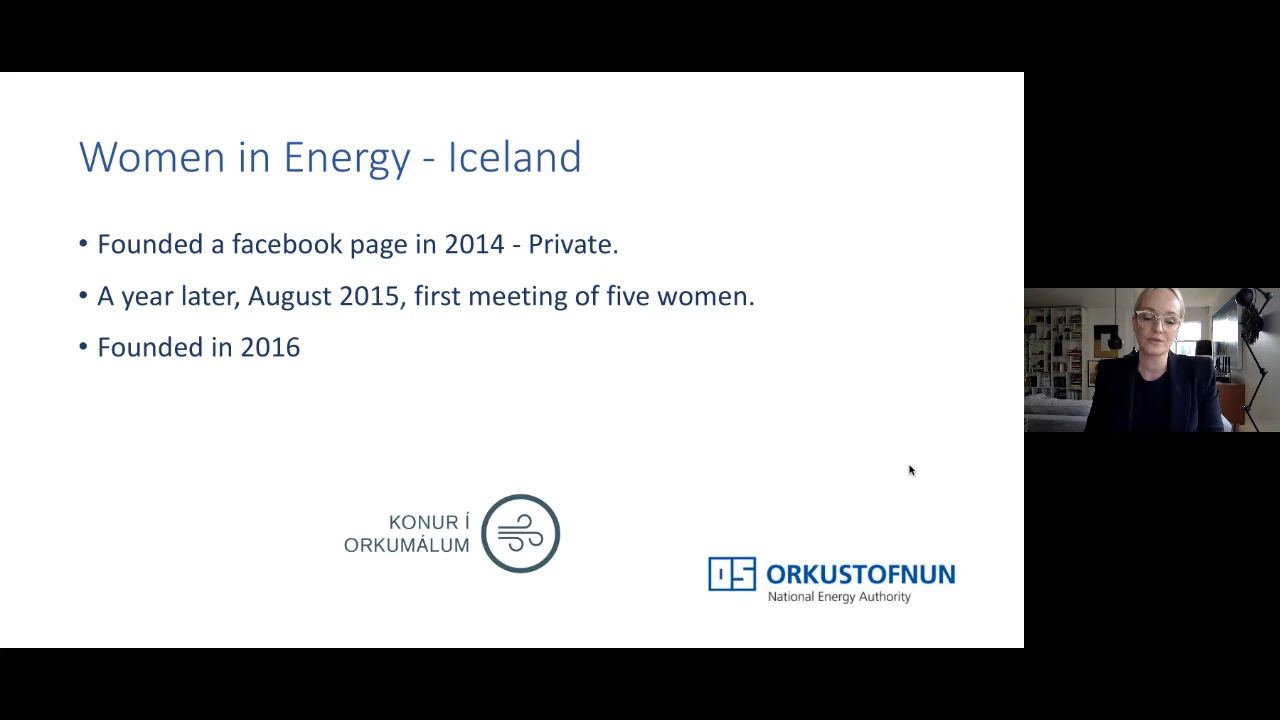 Women in Energy - Iceland
• Founded a facebook page in 2014 - Private.
• A year later, August 2015, first meeting of five women.
• Founded in 2016
KONUR Í
ORKUMÁLUM
OS ORKUSTOFNUN
National Energy Authority